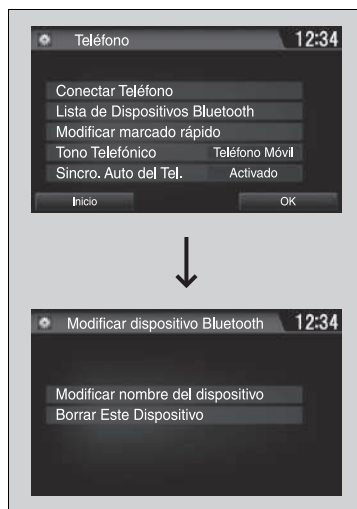 Teléfono 12:34
Conectar Teléfono
Lista de Dispositivos Bluetooth
Modificar marcado rápido
Tono Telefónico Teléfono Móvil
Sincro. Auto del Tel. Activado
Inicio OK
Modificar dispositivo Bluetooth 12:34
Modificar nombre del dispositivo
Borrar Este Dispositivo